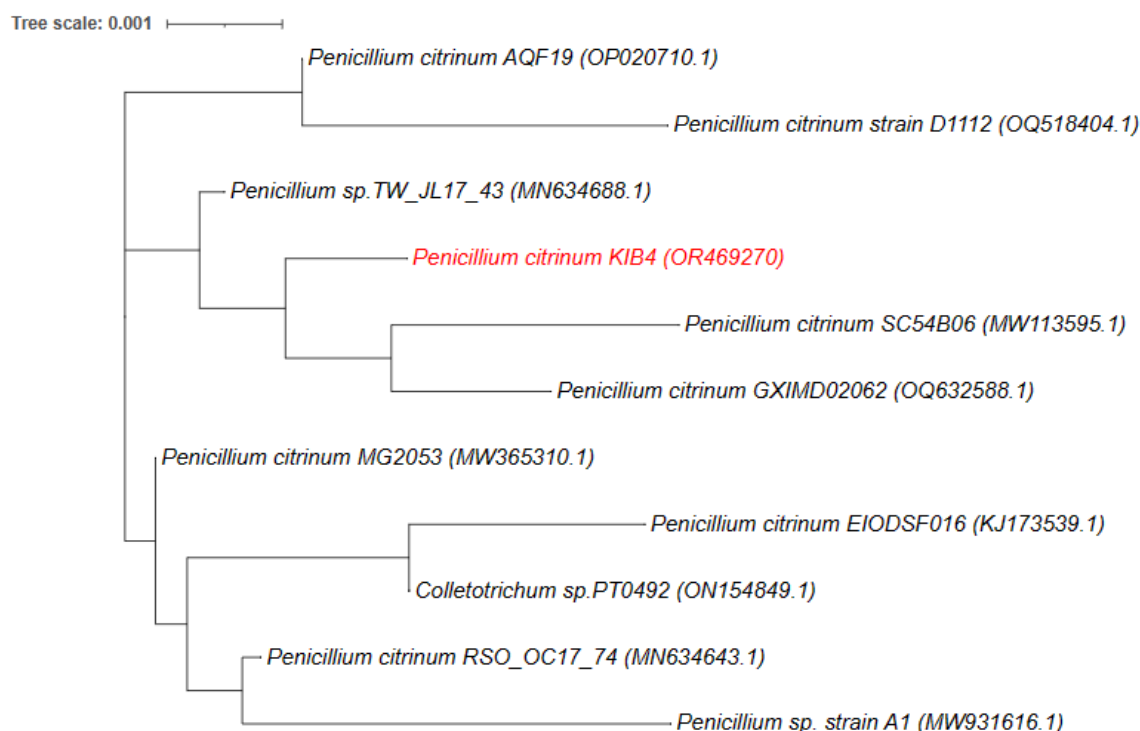 Tree scale: 0.001
Penicillium citrinum AQF19 (OP020710.1)
Penicillium citrinum strain D1112 (OQ518404.1)
Penicillium sp.TW_JL17_43 (MN634688.1)
Penicillium citrinum KIB4 (OR469270)
Penicillium citrinum SC54B06 (MW113595.1)
Penicillium citrinum GXIMD02062 (OQ632588.1)
Penicillium citrinum MG2053 (MW365310.1)
Penicillium citrinum EIODSF016 (KJ173539.1)
Colletotrichum sp.PT0492 (ON154849.1)
Penicillium citrinum RSO_OC17_74 (MN634643.1)
Penicillium sp. strain A1 (MW931616.1)